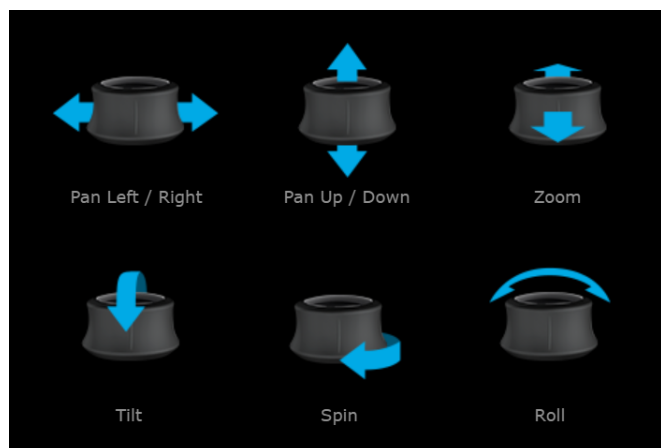 Pan Left / Right
Pan Up / Down
Zoom
Tilt
Spin
Roll